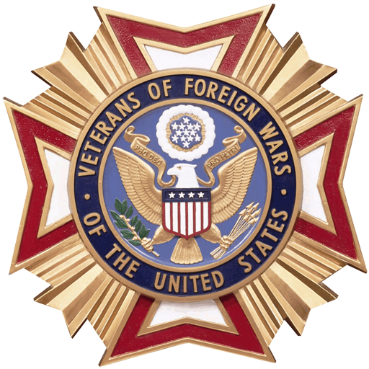 VETERANS OF FOREIGN WARS
OF THE UNITED STATES